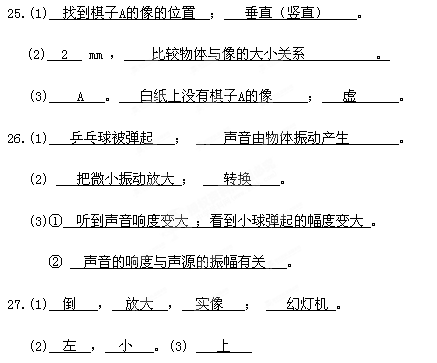 25.(1) 找到棋子A的像的位置 ； 垂直（竖直） 。
(2) 2 mm ， 比较物体与像的大小关系 。
(3) A 。 白纸上没有棋子A的像 ； 虚 。
26.(1) 乒乓球被弹起 ； 声音由物体振动产生 。
(2) 把微小振动放大 ； 转换 。
(3)① 听到声音响度变大 ；看到小球弹起的幅度变大 。
② 声音的响度与声源的振幅有关 。
27.(1) 倒 ， 放大 ， 实像 ； 幻灯机 。
(2) 左 ， 小 。(3) 上